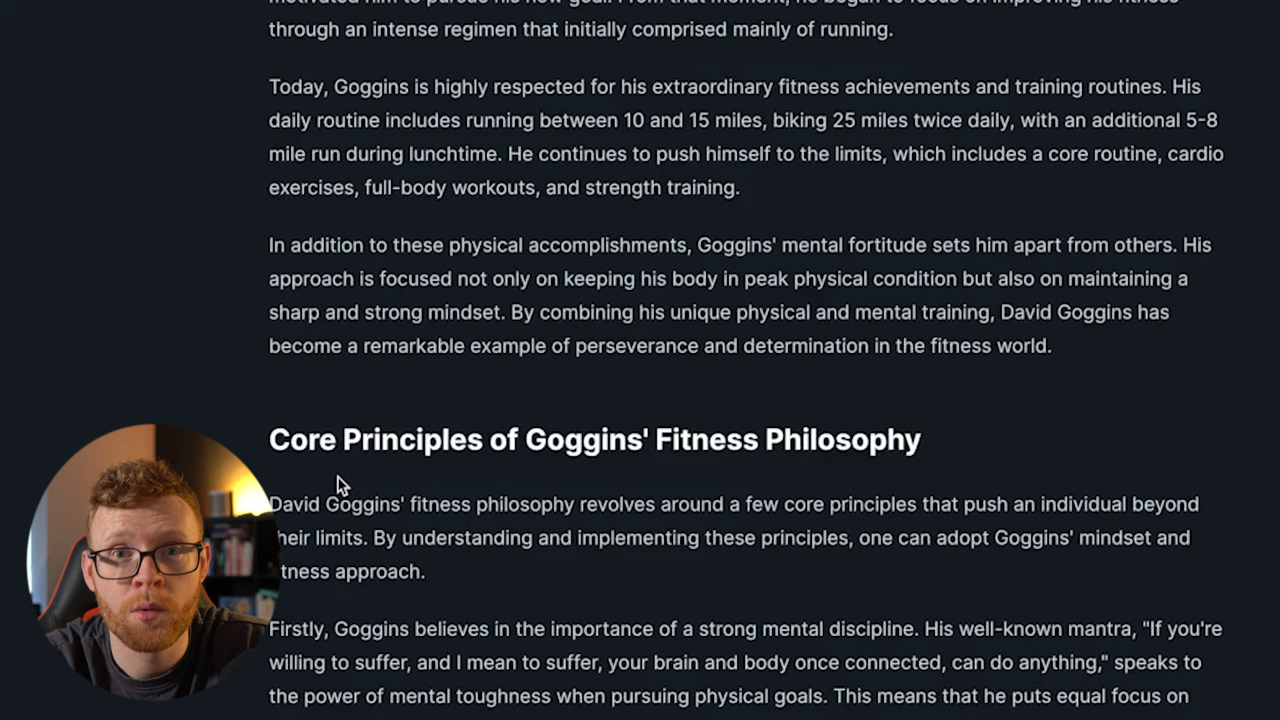 through an intense regimen that initially comprised mainly of running.
Today, Goggins is highly respected for his extraordinary fitness achievements and training routines. His
daily routine includes running between 10 and 15 miles, biking 25 miles twice daily, with an additional 5-8
mile run during lunchtime. He continues to push himself to the limits, which includes a core routine, cardio
exercises, full-body workouts, and strength training.
In addition to these physical accomplishments, Goggins' mental fortitude sets him apart from others. His
approach is focused not only on keeping his body in peak physical condition but also on maintaining a
sharp and strong mindset. By combining his unique physical and mental training, David Goggins has
become a remarkable example of perseverance and determination in the fitness world.
Core Principles of Goggins' Fitness Philosophy
David Goggins' fitness philosophy revolves around a few core principles that push an individual beyond
their limits. By understanding and implementing these principles, one can adopt Goggins' mindset and
fitness approach.
Firstly, Goggins believes in the importance of a strong mental discipline. His well-known mantra, "If you're
willing to suffer, and I mean to suffer, your brain and body once connected, can do anything," speaks to
the power of mental toughness when pursuing physical goals. This means that he puts equal focus on